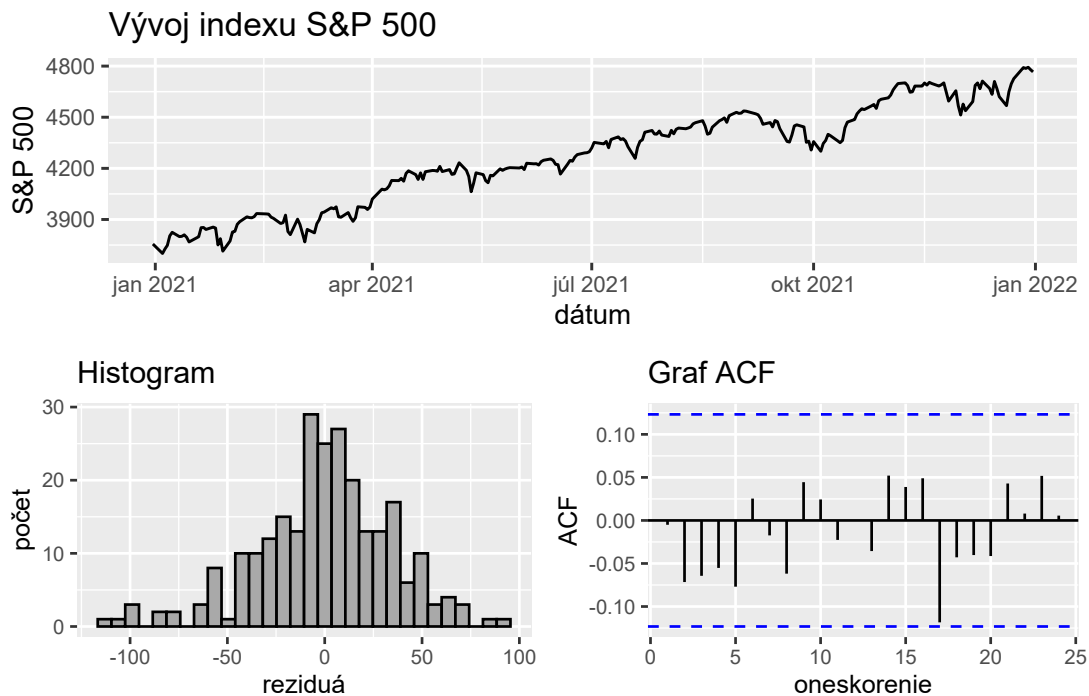 Vývoj indexu S&P 500
S&P 500
4800
4500
4200
3900
jan 2021 apr 2021 júl 2021 okt 2021 jan 2022
dátum
Histogram
počet
30
20
10
0
-100 -50 0 50 100
reziduá
Graf ACF
ACF
0.10
0.05
0.00
-0.05
-0.10
0 5 10 15 20 25
oneskorenie